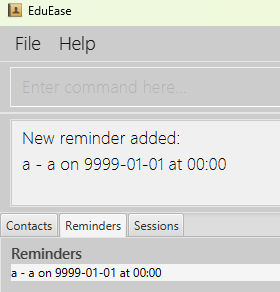 EduEase
File Help
Enter command here...
New reminder added:
a - a on 9999-01-01 at 00:00
Contacts Reminders Sessions
Reminders
a - a on 9999-01-01 at 00:00